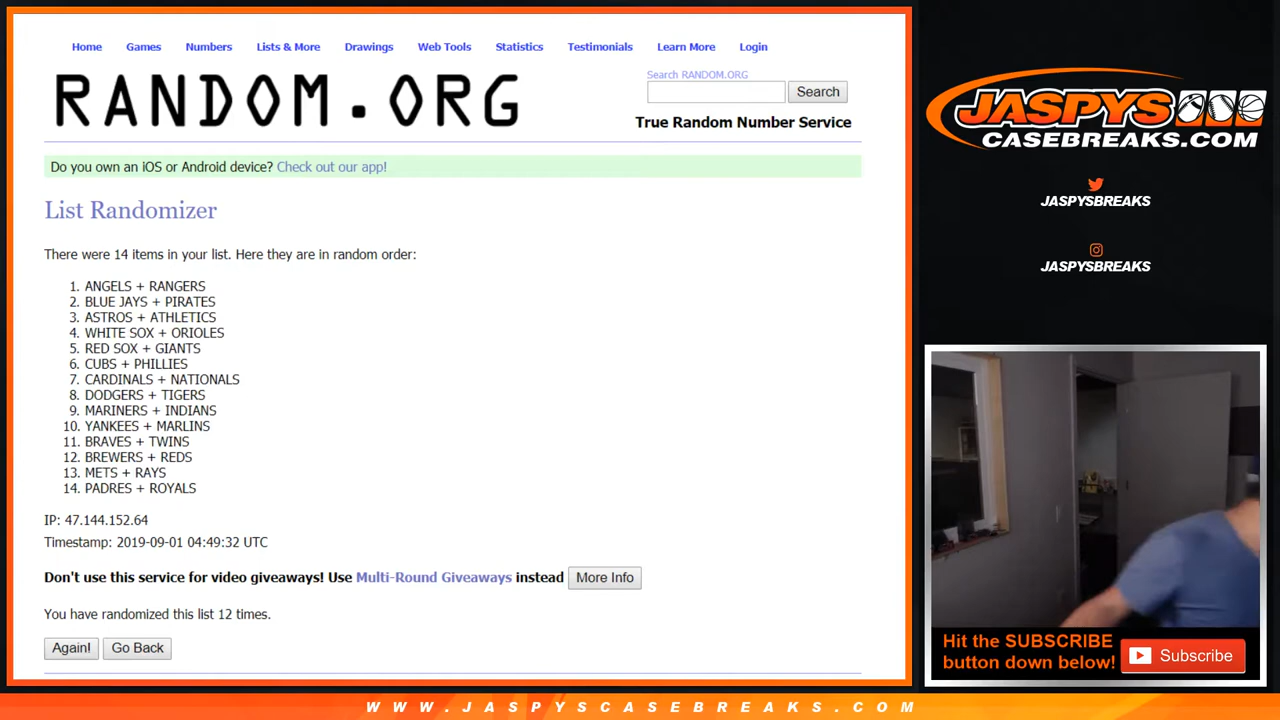 Home Games Numbers Lists & More Drawings Web Tools Statistics Testimonials Learn More Login
RANDOM.ORG
Search RANDOM.ORG
Search
True Random Number Service
Do you own an iOS or Android device? Check out our app!
List Randomizer
There were 14 items in your list. Here they are in random order:
1. ANGELS + RANGERS
2. BLUE JAYS + PIRATES
3. ASTROS + ATHLETICS
4. WHITE SOX + ORIOLES
5. RED SOX + GIANTS
6. CUBS + PHILLIES
7. CARDINALS + NATIONALS
8. DODGERS + TIGERS
9. MARINERS + INDIANS
10. YANKEES + MARLINS
11. BRAVES + TWINS
12. BREWERS + REDS
13. METS + RAYS
14. PADRES + ROYALS
IP: 47.144.152.64
Timestamp: 2019-09-01 04:49:32 UTC
Don't use this service for video giveaways! Use Multi-Round Giveaways instead More Info
You have randomized this list 12 times.
Again! Go Back
JASPYS
CASEBREAKS.COM
JASPYSBREAKS
JASPYSBREAKS
Hit the SUBSCRIBE
button down below!
Subscribe
WWW.JASPYSCASEBREAKS.COM